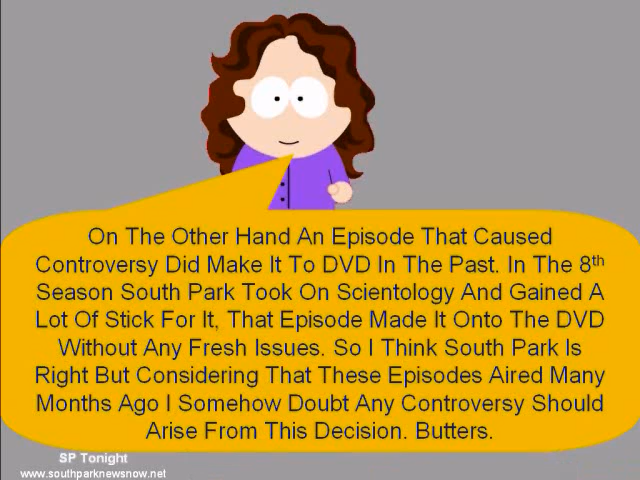 On The Other Hand An Episode That Caused
Controversy Did Make It To DVD In The Past. In The 8th
Season South Park Took On Scientology And Gained A
Lot Of Stick For It, That Episode Made It Onto The DVD
Without Any Fresh Issues. So I Think South Park Is
Right But Considering That These Episodes Aired Many
Months Ago I Somehow Doubt Any Controversy Should
Arise From This Decision. Butters.
SP Tonight
www.southparknewsnow.net